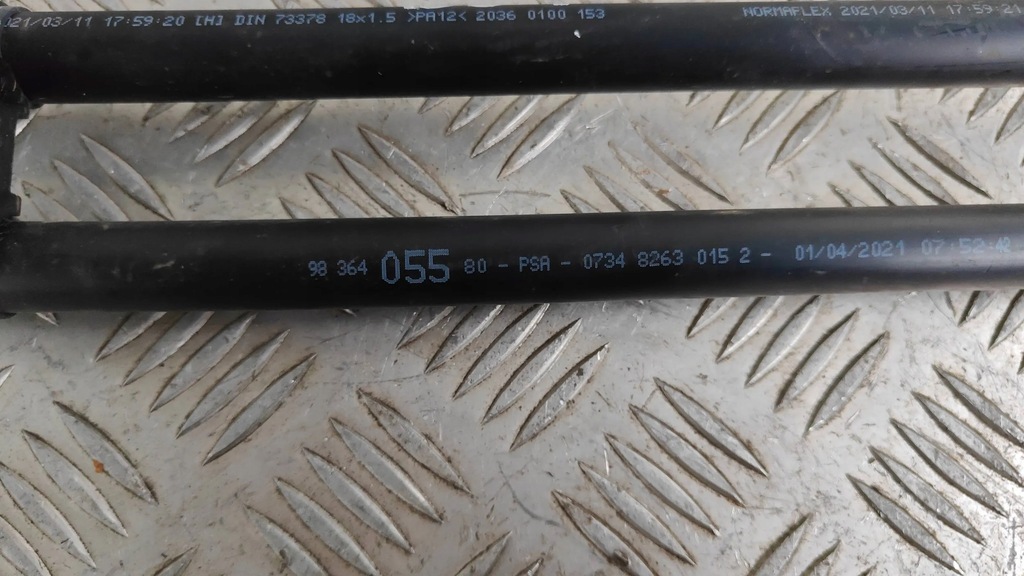 021/03/11 17:59:20 [H] DIN 73378 18x1.5 >PA12< 2036 0100 153 NORMAFLEX 2021/03/11 17:59:21
98 364 055 80 - PSA - 0734 8263 015 2 - 01/04/2021